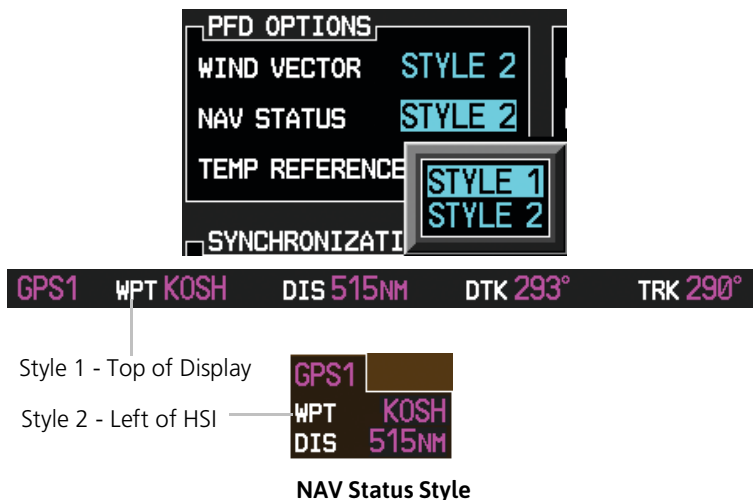 PFD OPTIONS
WIND VECTOR STYLE 2
NAV STATUS STYLE 2
TEMP REFERENCE
STYLE 1
STYLE 2
SYNCHRONIZATI
GPS1 WPT KOSH DIS 515NM DTK 293° TRK 290°
Style 1 - Top of Display
GPS1
Style 2 - Left of HSI
WPT KOSH
DIS 515NM
NAV Status Style